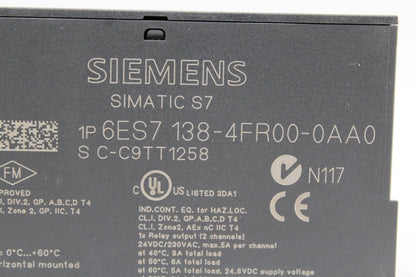 SIEMENS
SIMATIC S7
1P 6ES7 138-4FR00-0AA0
S C-C9TT1258
FM
APPROVED
I, DIV.2, GP. A,B,C,D T4
I, Zone 2, GP. IIC, T4
= 0°C...+60°C
rizontal mounted
C UL US LISTED 3DA1
N117
IND.CONT. EQ. for HAZ.LOC.
CL.I, DIV.2, GP. A,B,C,D T4
CL.I, Zone2, AEx nC IIC T4
1x Relay output (2 channels)
24VDC/230VAC, max.5A per channel
at 40°C, 8A total load
at 50°C, 6A total load
at 60°C, 5A total load, 24.8VDC supply voltage